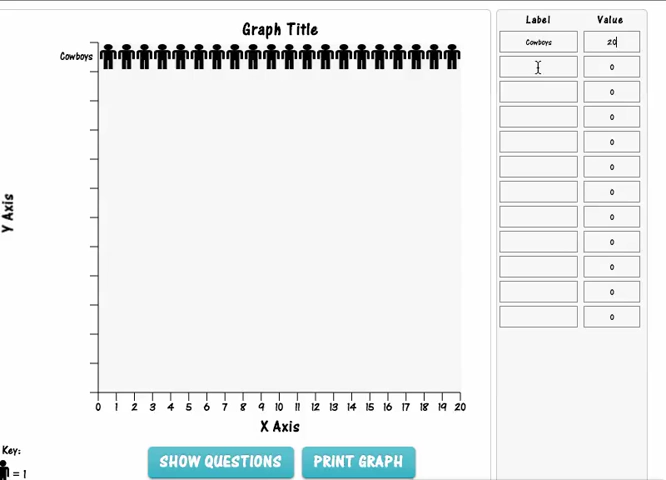 Graph Title
Label Value
Cowboys
Cowboys 20
0
0
0
0
0
0
0
0
0
0
0
Y Axis
0 1 2 3 4 5 6 7 8 9 10 11 12 13 14 15 16 17 18 19 20
X Axis
Key:
= 1
SHOW QUESTIONS
PRINT GRAPH